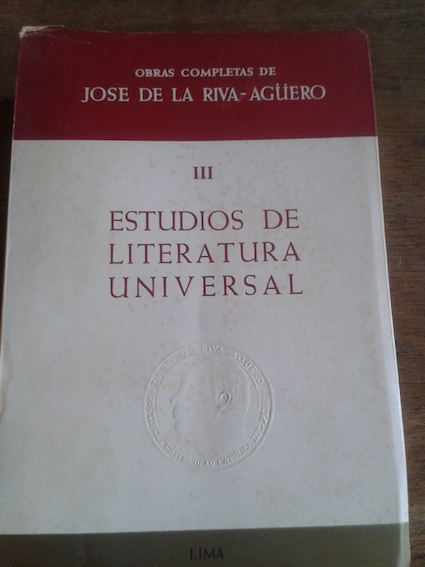 OBRAS COMPLETAS DE
JOSE DE LA RIVA-AGÜERO
III
ESTUDIOS DE
LITERATURA
UNIVERSAL
LIMA